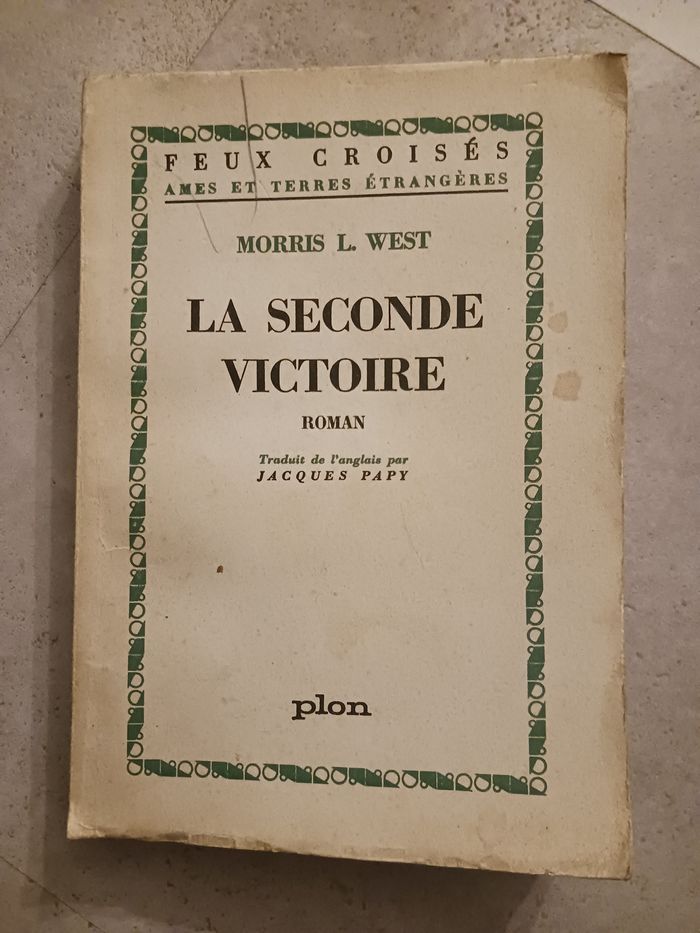 FEUX CROISÉS
AMES ET TERRES ÉTRANGÈRES
MORRIS L. WEST
LA SECONDE
VICTOIRE
ROMAN
Traduit de l'anglais par
JACQUES PAPY
plon